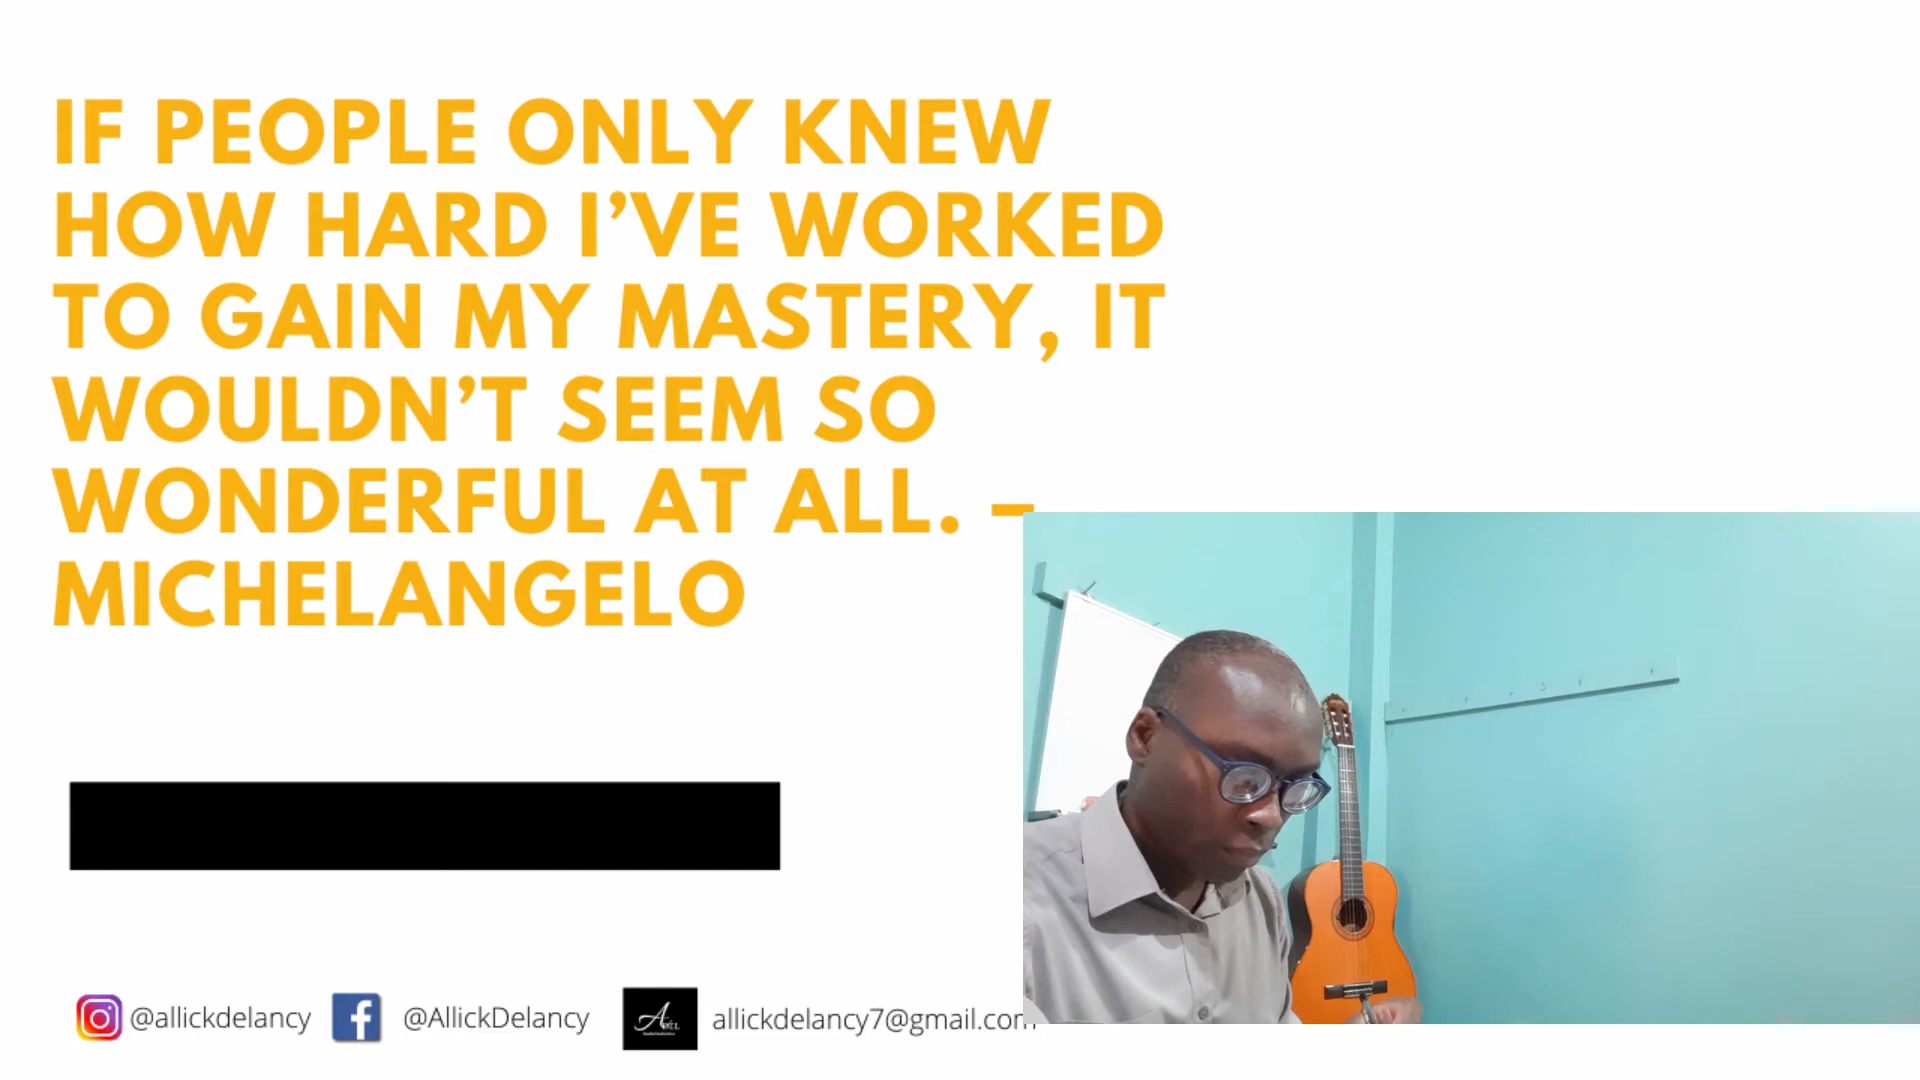 IF PEOPLE ONLY KNEW
HOW HARD I’VE WORKED
TO GAIN MY MASTERY, IT
WOULDN’T SEEM SO
WONDERFUL AT ALL. –
MICHELANGELO
@allickdelancy @AllickDelancy allickdelancy7@gmail.com